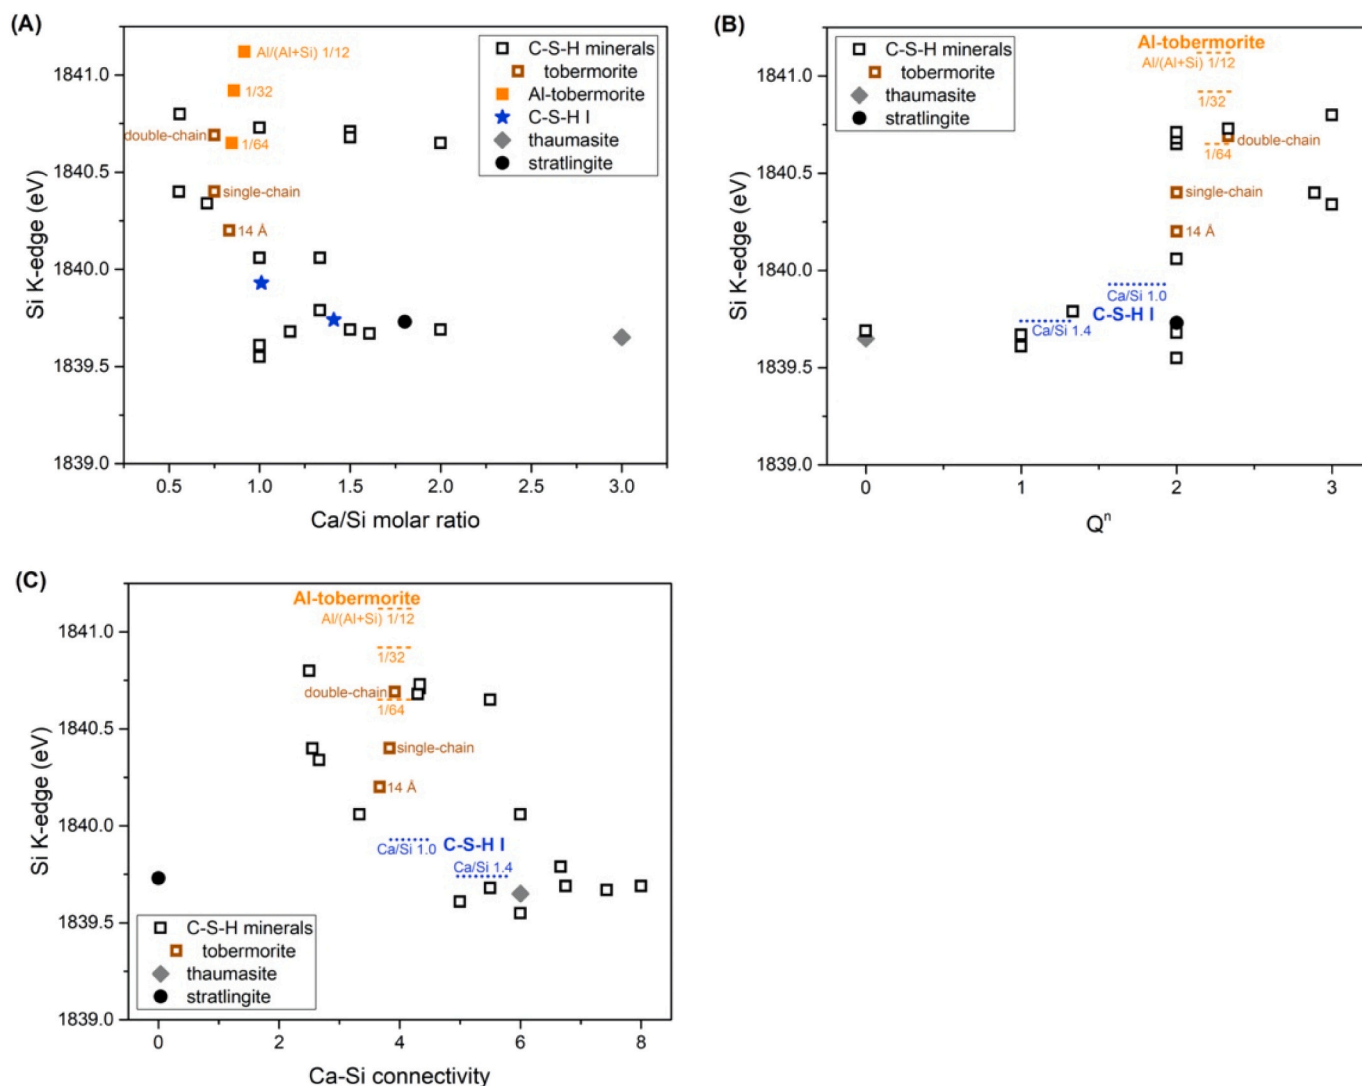 (A)
Si K-edge (eV)
1841.0
1840.5
1840.0
1839.5
1839.0
0.5 1.0 1.5 2.0 2.5 3.0
Ca/Si molar ratio
Al/(Al+Si) 1/12
1/32
double-chain
1/64
single-chain
14 Å
C-S-H minerals
tobermorite
Al-tobermorite
C-S-H I
thaumasite
stratlingite
(B)
Si K-edge (eV)
1841.0
1840.5
1840.0
1839.5
1839.0
0 1 2 3
Qⁿ
C-S-H minerals
tobermorite
thaumasite
stratlingite
Al-tobermorite
Al/(Al+Si) 1/12
1/32
double-chain
1/64
single-chain
14 Å
Ca/Si 1.0
C-S-H I
Ca/Si 1.4
(C)
Si K-edge (eV)
1841.0
1840.5
1840.0
1839.5
1839.0
0 2 4 6 8
Ca-Si connectivity
Al-tobermorite
Al/(Al+Si) 1/12
1/32
double-chain
1/64
single-chain
14 Å
C-S-H I
Ca/Si 1.0
Ca/Si 1.4
C-S-H minerals
tobermorite
thaumasite
stratlingite